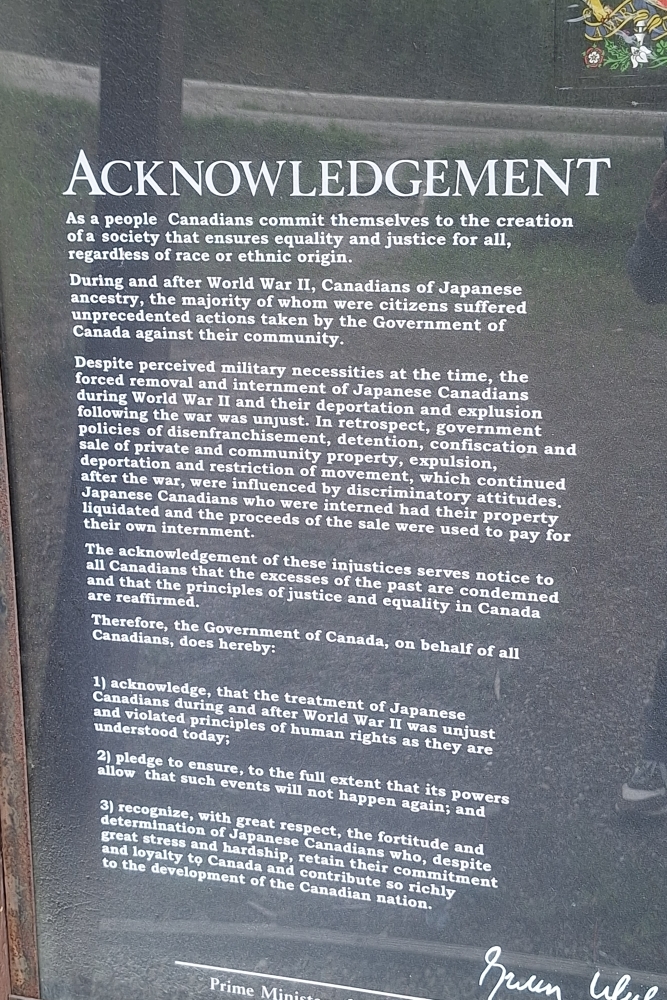 ACKNOWLEDGEMENT
As a people Canadians commit themselves to the creation
of a society that ensures equality and justice for all,
regardless of race or ethnic origin.
During and after World War II, Canadians of Japanese
ancestry, the majority of whom were citizens suffered
unprecedented actions taken by the Government of
Canada against their community.
Despite perceived military necessities at the time, the
forced removal and internment of Japanese Canadians
during World War II and their deportation and explusion
following the war was unjust. In retrospect, government
policies of disenfranchisement, detention, confiscation and
sale of private and community property, expulsion,
deportation and restriction of movement, which continued
after the war, were influenced by discriminatory attitudes.
Japanese Canadians who were interned had their property
liquidated and the proceeds of the sale were used to pay for
their own internment.
The acknowledgement of these injustices serves notice to
all Canadians that the excesses of the past are condemned
and that the principles of justice and equality in Canada
are reaffirmed.
Therefore, the Government of Canada, on behalf of all
Canadians, does hereby:
1) acknowledge, that the treatment of Japanese
Canadians during and after World War II was unjust
and violated principles of human rights as they are
understood today;
2) pledge to ensure, to the full extent that its powers
allow that such events will not happen again; and
3) recognize, with great respect, the fortitude and
determination of Japanese Canadians who, despite
great stress and hardship, retain their commitment
and loyalty to Canada and contribute so richly
to the development of the Canadian nation.
Prime